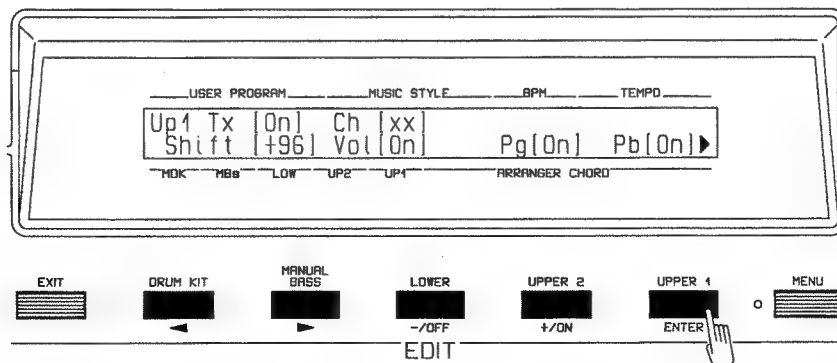 USER PROGRAM MUSIC STYLE BPM TEMPO
Up1 Tx [On] Ch [xx]
Shift [+96] Vol[On] Pg[On] Pb[On]▶
MDK MBs LOW UP2 UP1 ARRANGER CHORD
EXIT DRUM KIT MANUAL BASS LOWER UPPER 2 UPPER 1 MENU
◄ ► -/OFF +/ON ENTER
EDIT